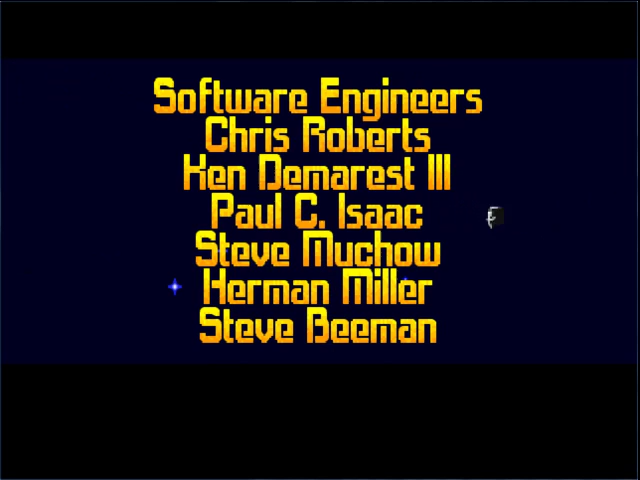 Software Engineers
Chris Roberts
Ken Demarest III
Paul C. Isaac
Steve Muchow
Herman Miller
Steve Beeman